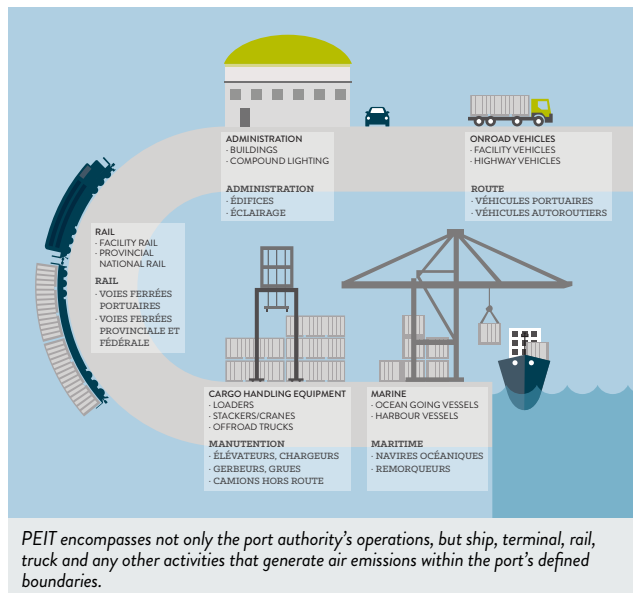 ADMINISTRATION
· BUILDINGS
· COMPOUND LIGHTING
ADMINISTRATION
· ÉDIFICES
· ÉCLAIRAGE
ONROAD VEHICLES
· FACILITY VEHICLES
· HIGHWAY VEHICLES
ROUTE
· VÉHICULES PORTUAIRES
· VÉHICULES AUTOROUTIERS
RAIL
· FACILITY RAIL
· PROVINCIAL
NATIONAL RAIL
RAIL
· VOIES FERRÉES
PORTUAIRES
· VOIES FERRÉES
PROVINCIALE ET
FÉDÉRALE
CARGO HANDLING EQUIPMENT
· LOADERS
· STACKERS/CRANES
· OFFROAD TRUCKS
MANUTENTION
· ÉLÉVATEURS, CHARGEURS
· GERBEURS, GRUES
· CAMIONS HORS ROUTE
MARINE
· OCEAN GOING VESSELS
· HARBOUR VESSELS
MARITIME
· NAVIRES OCÉANIQUES
· REMORQUEURS
PEIT encompasses not only the port authority’s operations, but ship, terminal, rail,
truck and any other activities that generate air emissions within the port’s defined
boundaries.